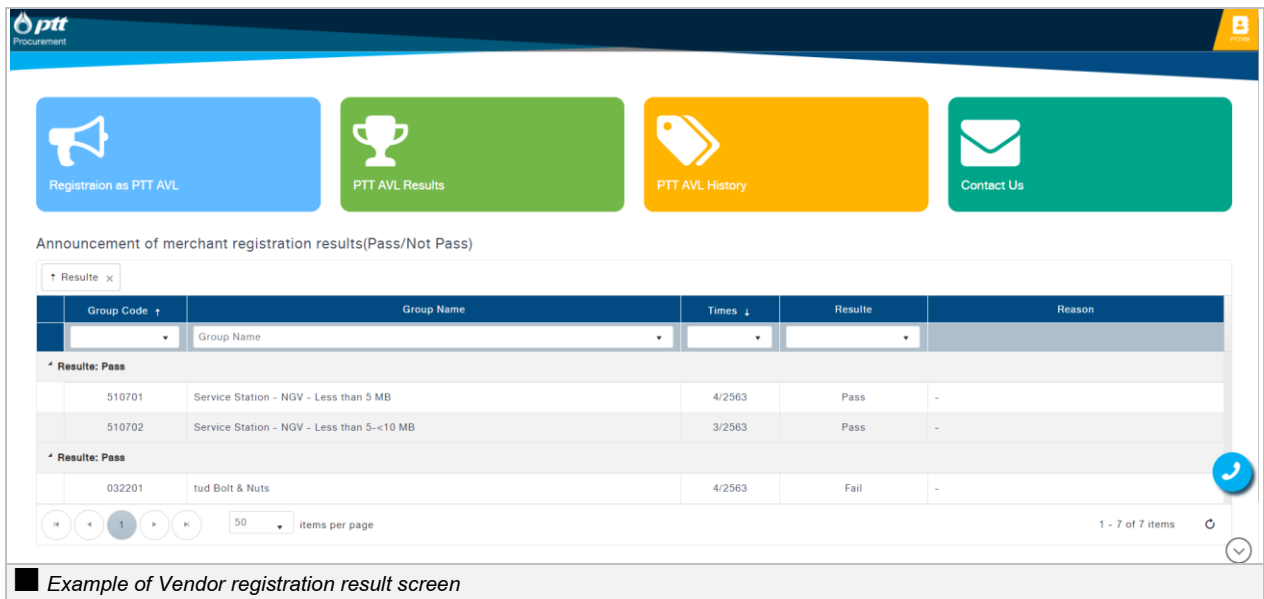 ptt
Procurement
PTTVM
Registraion as PTT AVL
PTT AVL Results
PTT AVL History
Contact Us
Announcement of merchant registration results(Pass/Not Pass)
↑ Resulte ×
Group Code ↑ Group Name Times ↓ Resulte Reason
Group Name
Resulte: Pass
510701 Service Station - NGV - Less than 5 MB 4/2563 Pass -
510702 Service Station - NGV - Less than 5-<10 MB 3/2563 Pass -
Resulte: Pass
032201 tud Bolt & Nuts 4/2563 Fail -
1 50 items per page 1 - 7 of 7 items
Example of Vendor registration result screen